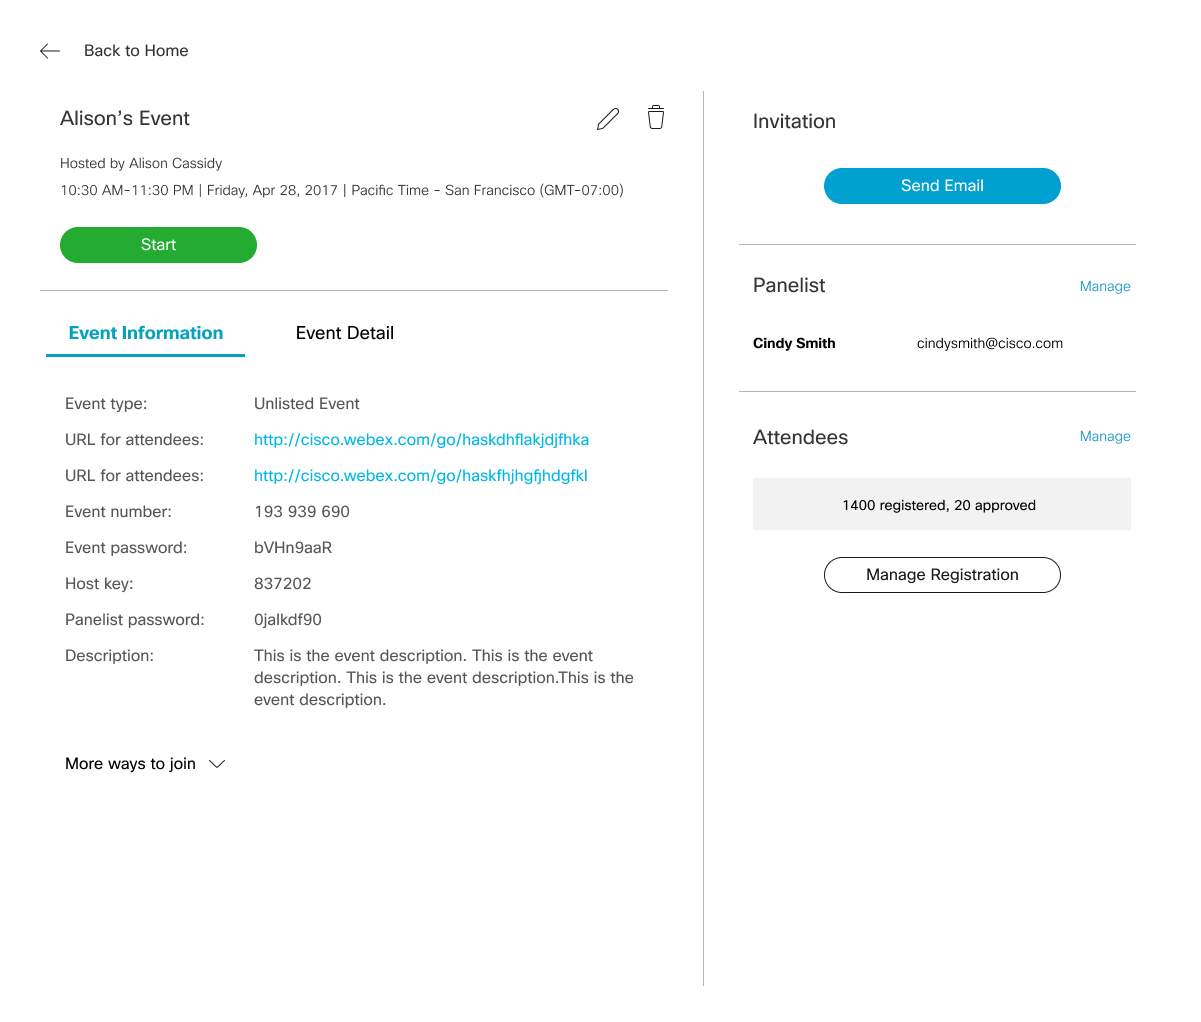 Back to Home
Alison’s Event
Hosted by Alison Cassidy
10:30 AM-11:30 PM | Friday, Apr 28, 2017 | Pacific Time - San Francisco (GMT-07:00)
Start
Event Information
Event Detail
Event type: Unlisted Event
URL for attendees: http://cisco.webex.com/go/haskdhflakjdjfhka
URL for attendees: http://cisco.webex.com/go/haskfhjhgfjhdgfkl
Event number: 193 939 690
Event password: bVHn9aaR
Host key: 837202
Panelist password: 0jalkdf90
Description: This is the event description. This is the event
description. This is the event description.This is the
event description.
More ways to join
Invitation
Send Email
Panelist Manage
Cindy Smith cindysmith@cisco.com
Attendees Manage
1400 registered, 20 approved
Manage Registration